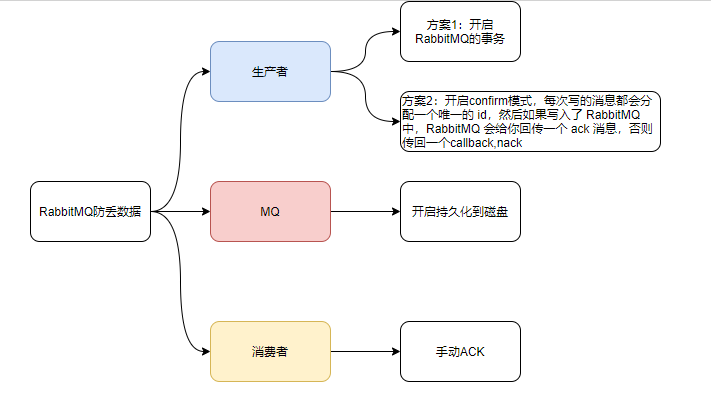 方案1：开启
RabbitMQ的事务
生产者
方案2：开启confirm模式，每次写的消息都会分
配一个唯一的 id，然后如果写入了 RabbitMQ
中，RabbitMQ 会给你回传一个 ack 消息，否则
传回一个callback,nack
RabbitMQ防丢数据
MQ
开启持久化到磁盘
消费者
手动ACK